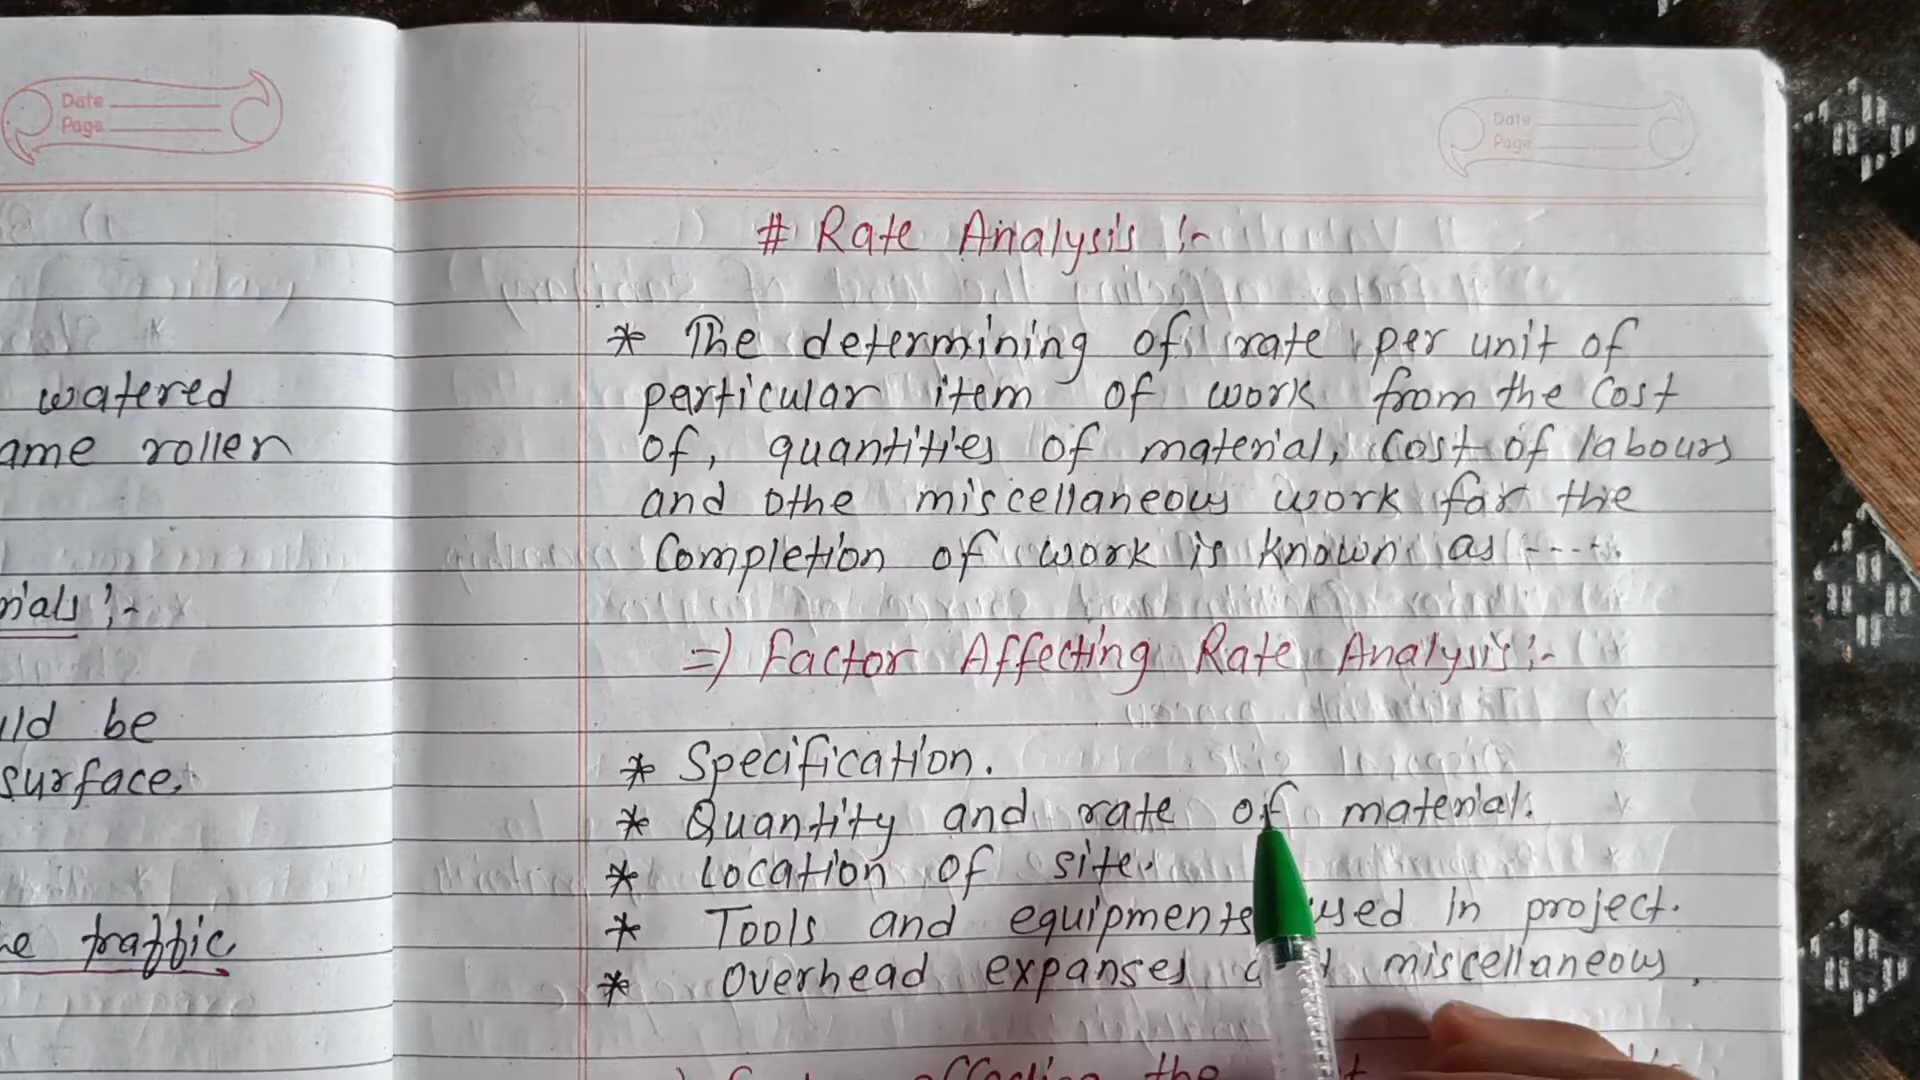 Date
Page
watered
ame roller
rials :-
uld be
surface.
he traffic
Date
Page
# Rate Analysis :-
* The determining of rate per unit of
particular item of work from the cost
of, quantities of material, cost of labours
and othe miscellaneous work for the
completion of work is known as ----.
=) Factor Affecting Rate Analysis :-
* Specification.
* Quantity and rate of material.
* Location of site.
* Tools and equipments used in project.
* Overhead expanses miscellaneous.
the